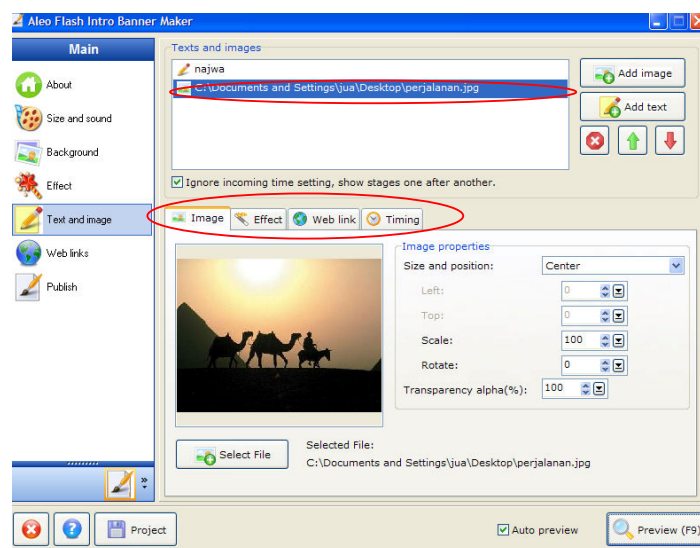 Aleo Flash Intro Banner Maker
Main
About
Size and sound
Background
Effect
Text and image
Web links
Publish
Texts and images
najwa
C:\Documents and Settings\jua\Desktop\perjalanan.jpg
Add image
Add text
Ignore incoming time setting, show stages one after another.
Image Effect Web link Timing
Image properties
Size and position: Center
Left: 0
Top: 0
Scale: 100
Rotate: 0
Transparency alpha(%): 100
Select File
Selected File:
C:\Documents and Settings\jua\Desktop\perjalanan.jpg
Project
Auto preview
Preview (F9)